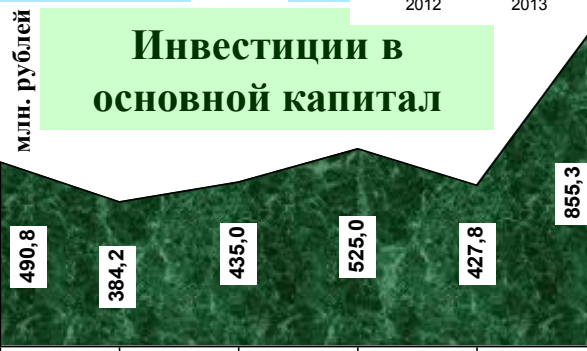 2012 2013
млн. рублей
Инвестиции в
основной капитал
490,8
384,2
435,0
525,0
427,8
855,3